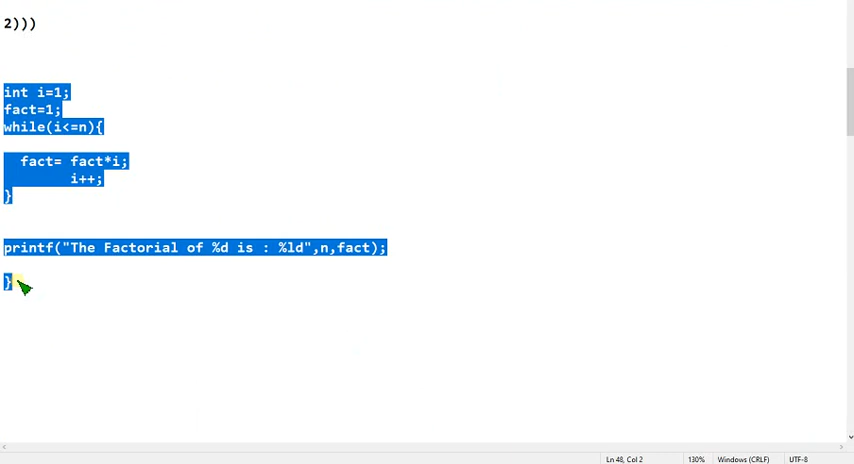 2)))
int i=1;
fact=1;
while(i<=n){
fact= fact*i;
i++;
}
printf("The Factorial of %d is : %ld",n,fact);
}
Ln 48, Col 2
130%
Windows (CRLF)
UTF-8